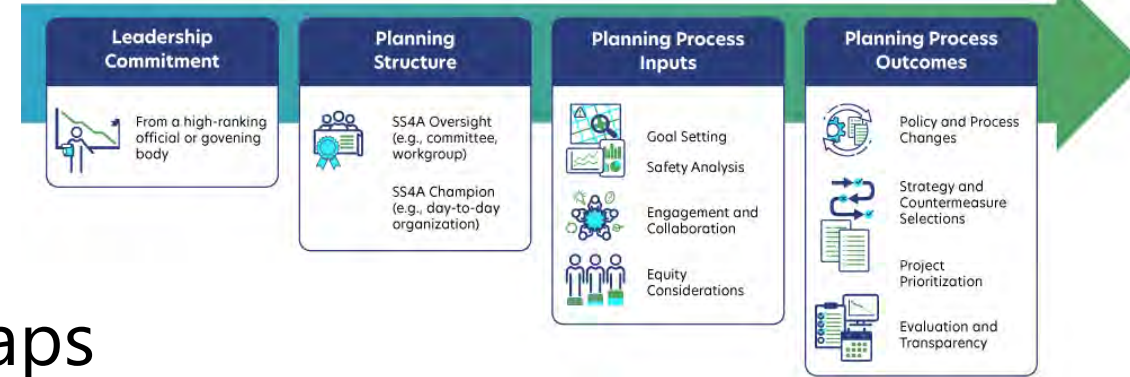 Leadership
Commitment
From a high-ranking
official or govening
body
Planning
Structure
SS4A Oversight
(e.g., committee,
workgroup)
SS4A Champion
(e.g., day-to-day
organization)
Planning Process
Inputs
Goal Setting
Safety Analysis
Engagement and
Collaboration
Equity
Considerations
Planning Process
Outcomes
Policy and Process
Changes
Strategy and
Countermeasure
Selections
Project
Prioritization
Evaluation and
Transparency
aps